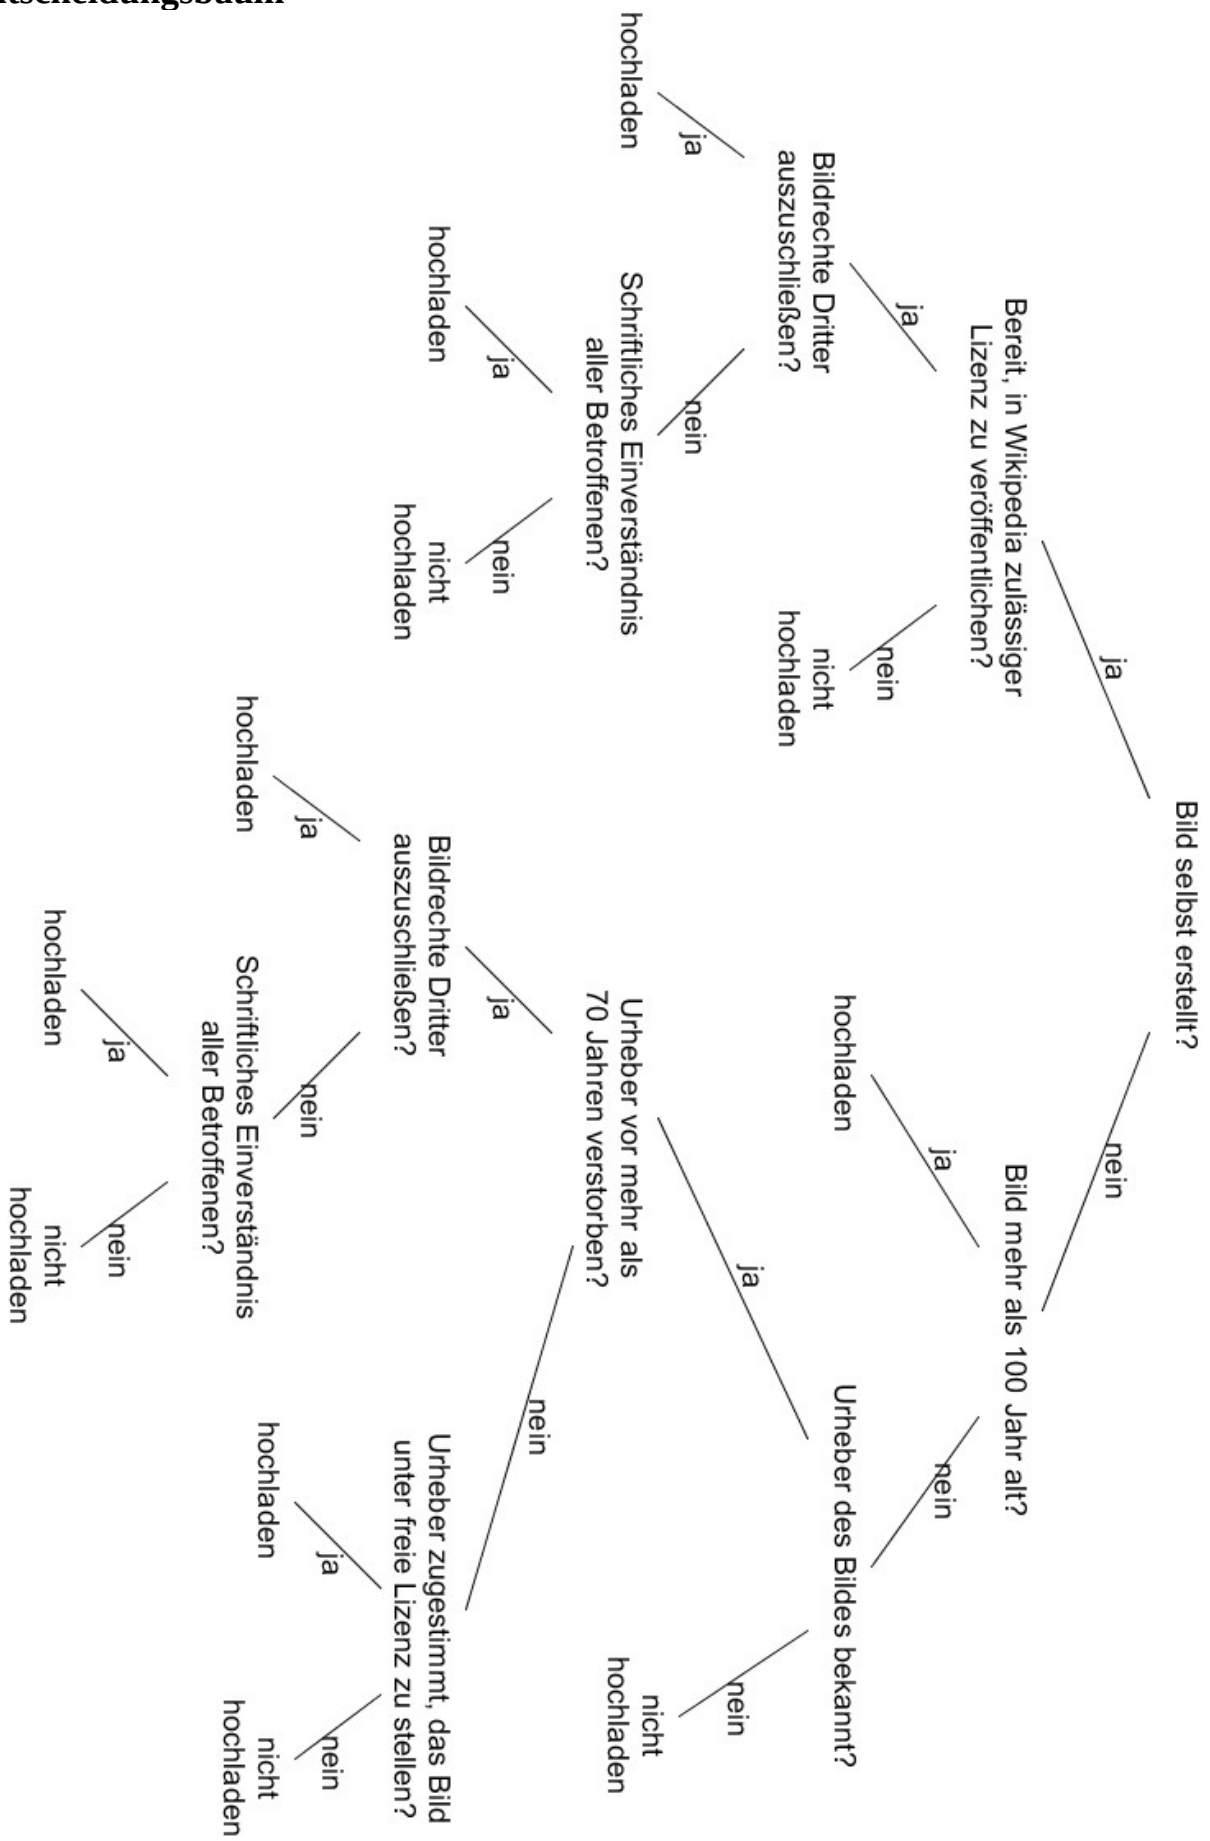 tscheidungsbaum
Bild selbst erstellt?
ja
nein
Bereit, in Wikipedia zulässiger
Lizenz zu veröffentlichen?
Bild mehr als 100 Jahr alt?
ja
nein
ja
nein
Bildrechte Dritter
auszuschließen?
nicht
hochladen
hochladen
Urheber des Bildes bekannt?
ja
nein
ja
nein
hochladen
Schriftliches Einverständnis
aller Betroffenen?
Urheber vor mehr als
70 Jahren verstorben?
nicht
hochladen
ja
nein
ja
nein
hochladen
nicht
hochladen
Bildrechte Dritter
auszuschließen?
Urheber zugestimmt, das Bild
unter freie Lizenz zu stellen?
ja
nein
ja
nein
hochladen
Schriftliches Einverständnis
aller Betroffenen?
hochladen
nicht
hochladen
ja
nein
hochladen
nicht
hochladen